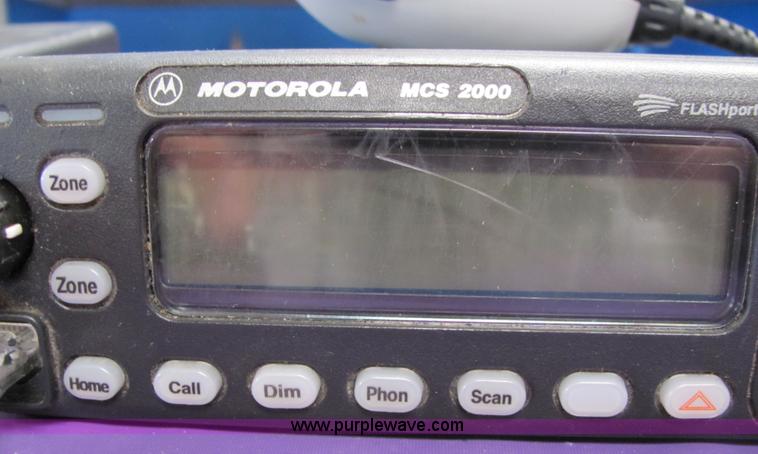 MOTOROLA MCS 2000
FLASHport
Zone
Zone
Home Call Dim Phon Scan
www.purplewave.com